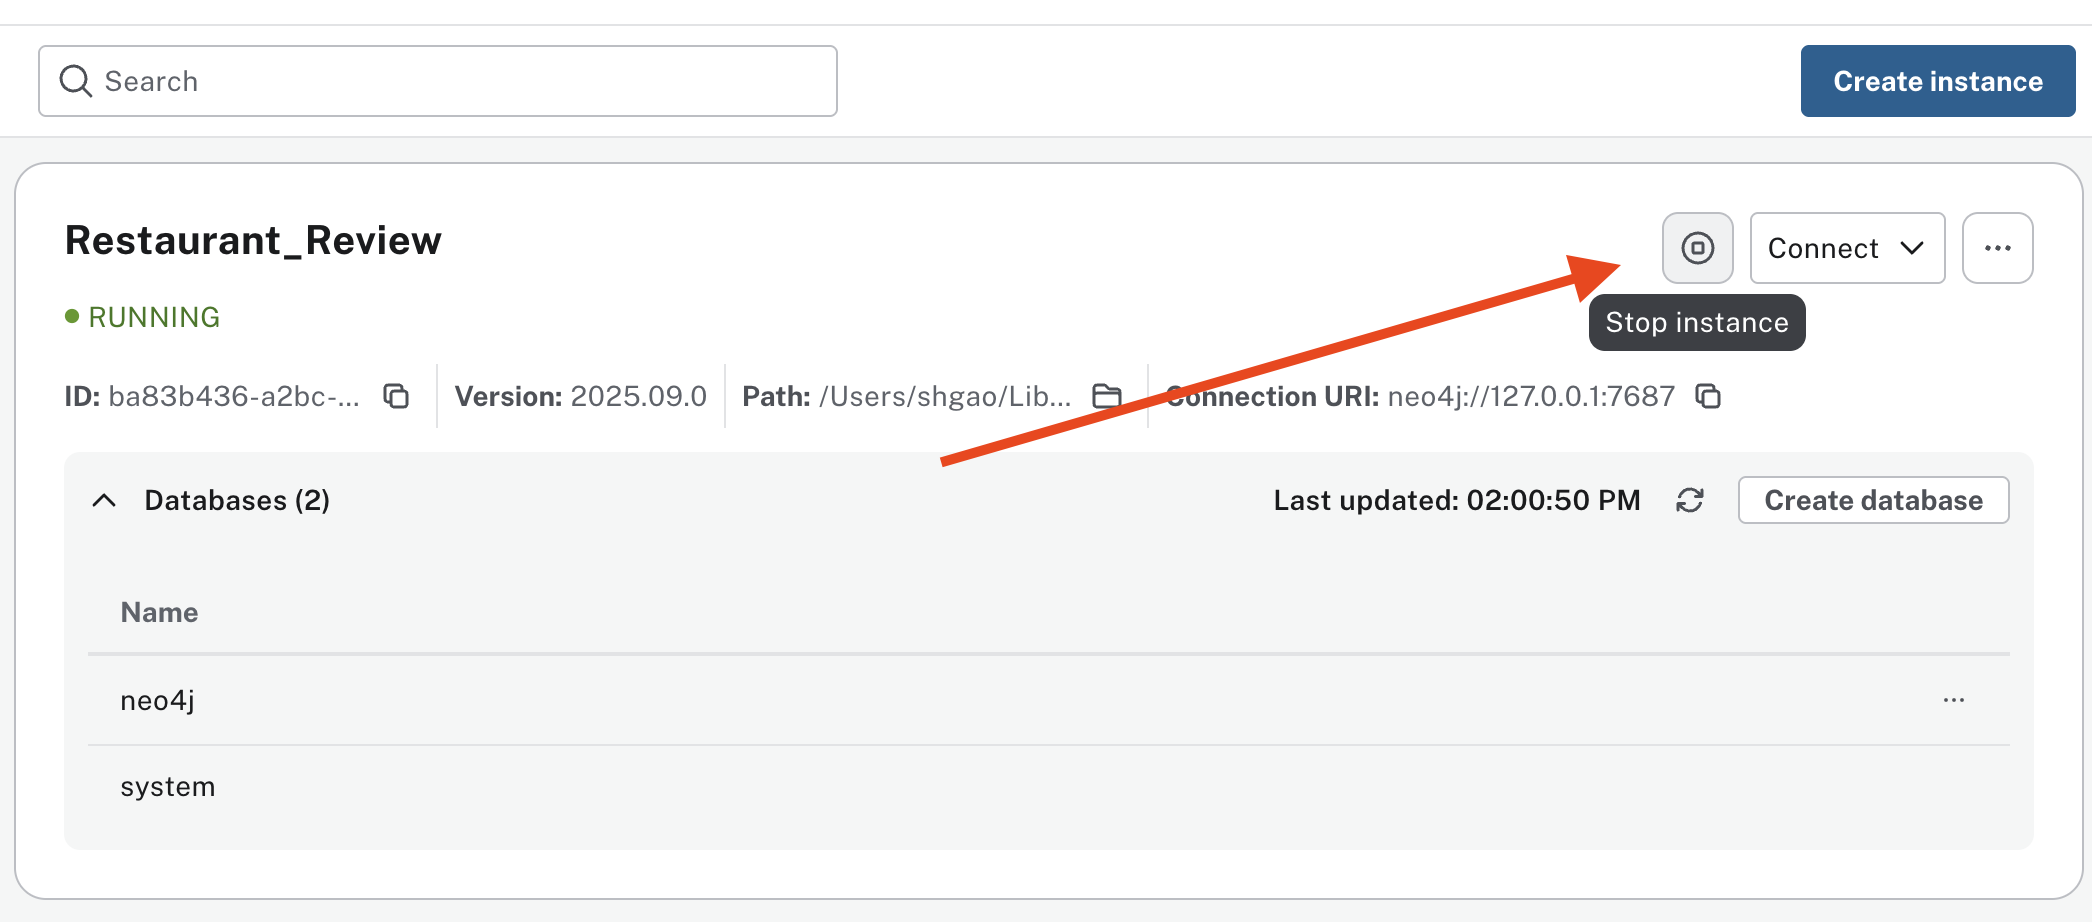 Search
Create instance
Restaurant_Review
Connect
RUNNING
Stop instance
ID: ba83b436-a2bc-...
Version: 2025.09.0
Path: /Users/shgao/Lib...
Connection URI: neo4j://127.0.0.1:7687
Databases (2)
Last updated: 02:00:50 PM
Create database
Name
neo4j
system